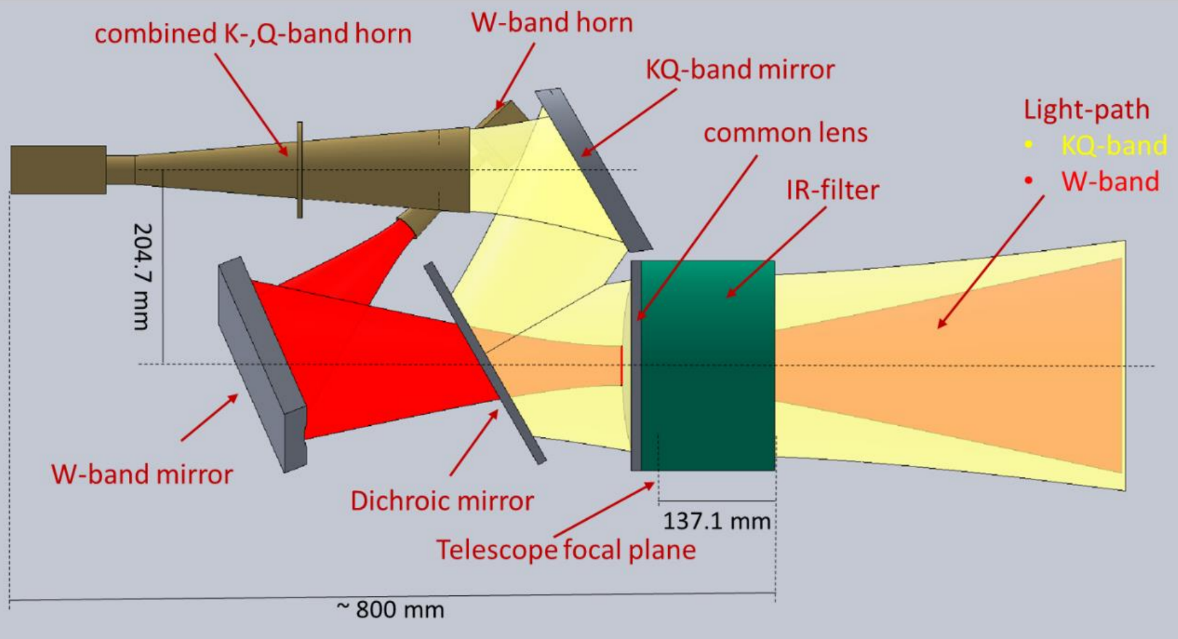 combined K-,Q-band horn
W-band horn
KQ-band mirror
common lens
IR-filter
Light-path
• KQ-band
• W-band
204.7 mm
W-band mirror
Dichroic mirror
Telescope focal plane
137.1 mm
~ 800 mm